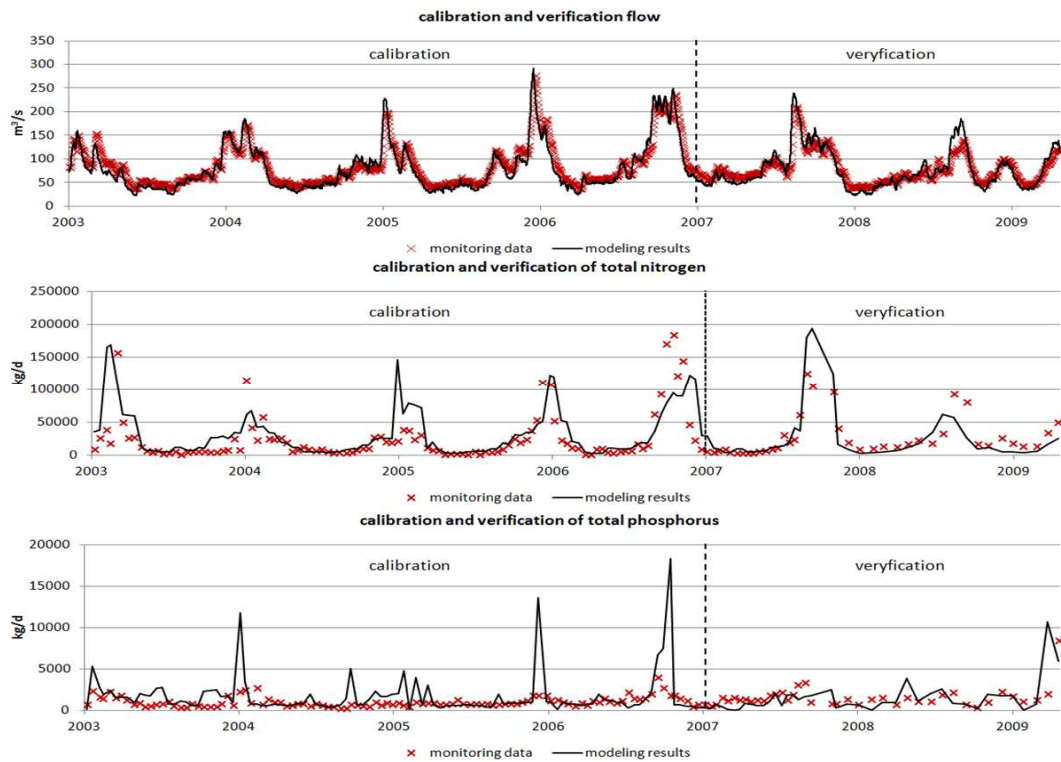 calibration and verification flow
350
300
250
200
150
100
50
0
m³/s
calibration
veryfication
2003 2004 2005 2006 2007 2008 2009
monitoring data modeling results
calibration and verification of total nitrogen
250000
200000
150000
100000
50000
0
kg/d
calibration
veryfication
2003 2004 2005 2006 2007 2008 2009
monitoring data modeling results
calibration and verification of total phosphorus
20000
15000
10000
5000
0
kg/d
calibration
veryfication
2003 2004 2005 2006 2007 2008 2009
monitoring data modeling results